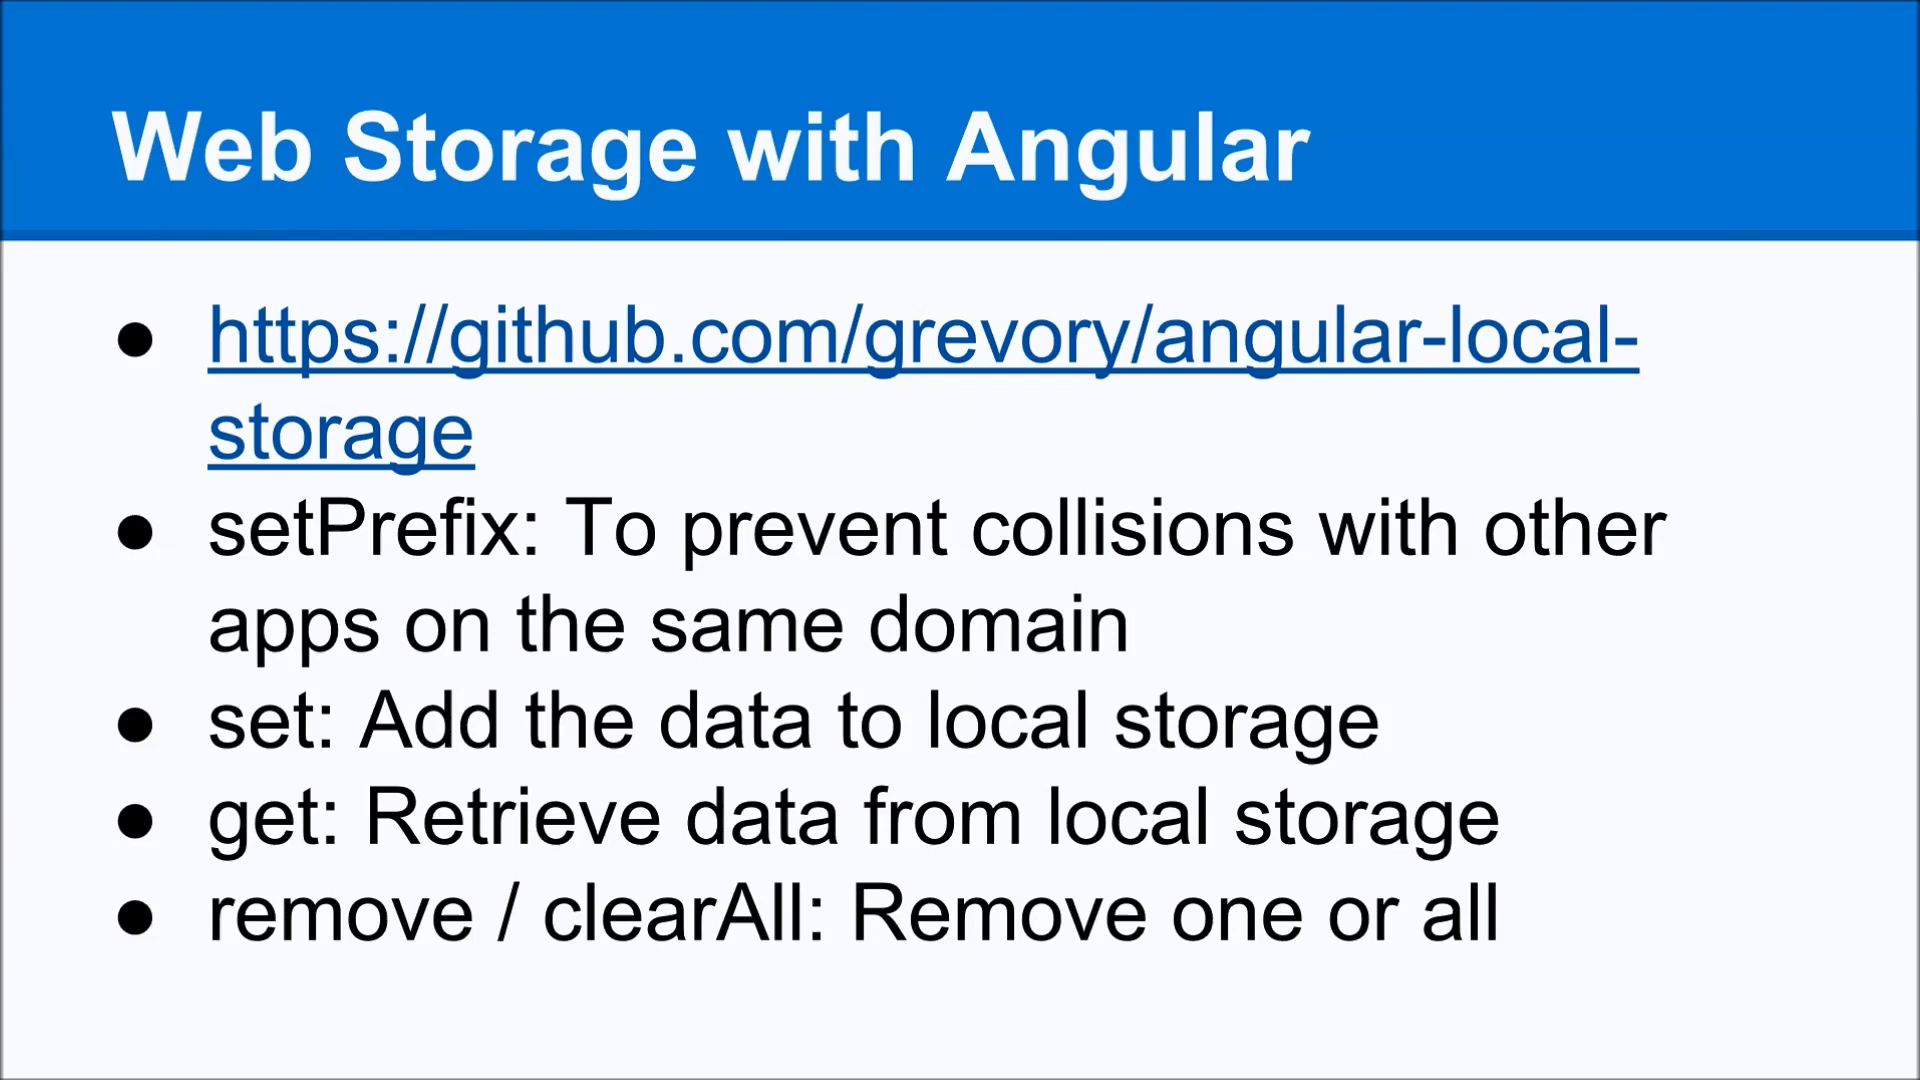 Web Storage with Angular
● https://github.com/grevory/angular-local-
storage
● setPrefix: To prevent collisions with other
apps on the same domain
● set: Add the data to local storage
● get: Retrieve data from local storage
● remove / clearAll: Remove one or all